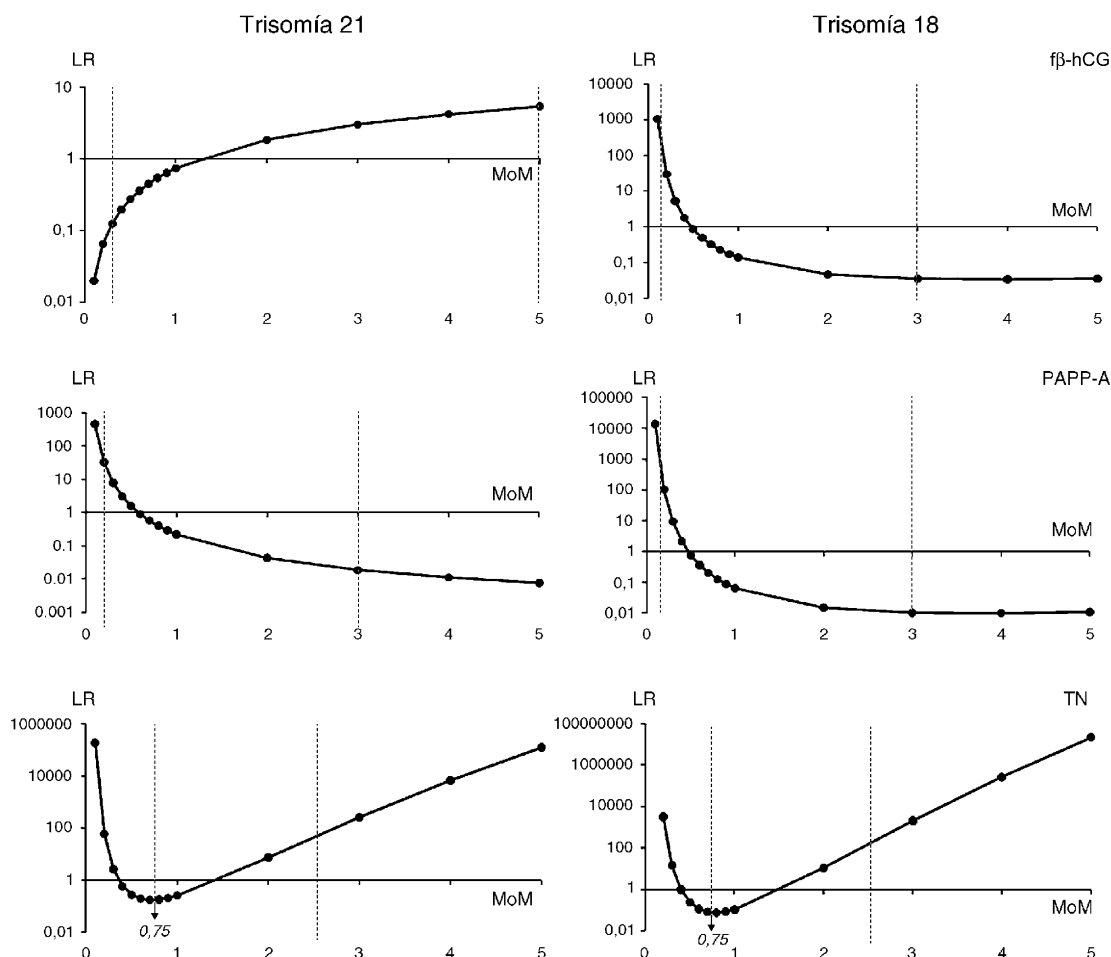 Trisomía 21
Trisomía 18
LR
10
1
0,1
0,01
MoM
0 1 2 3 4 5
LR
fβ-hCG
10000
1000
100
10
1
0,1
0,01
MoM
0 1 2 3 4 5
LR
1000
100
10
1
0.1
0.01
0.001
MoM
0 1 2 3 4 5
LR
PAPP-A
100000
10000
1000
100
10
1
0,1
0,01
MoM
0 1 2 3 4 5
LR
1000000
10000
100
1
0,01
MoM
0,75
0 1 2 3 4 5
LR
TN
100000000
1000000
10000
100
1
0,01
MoM
0,75
0 1 2 3 4 5